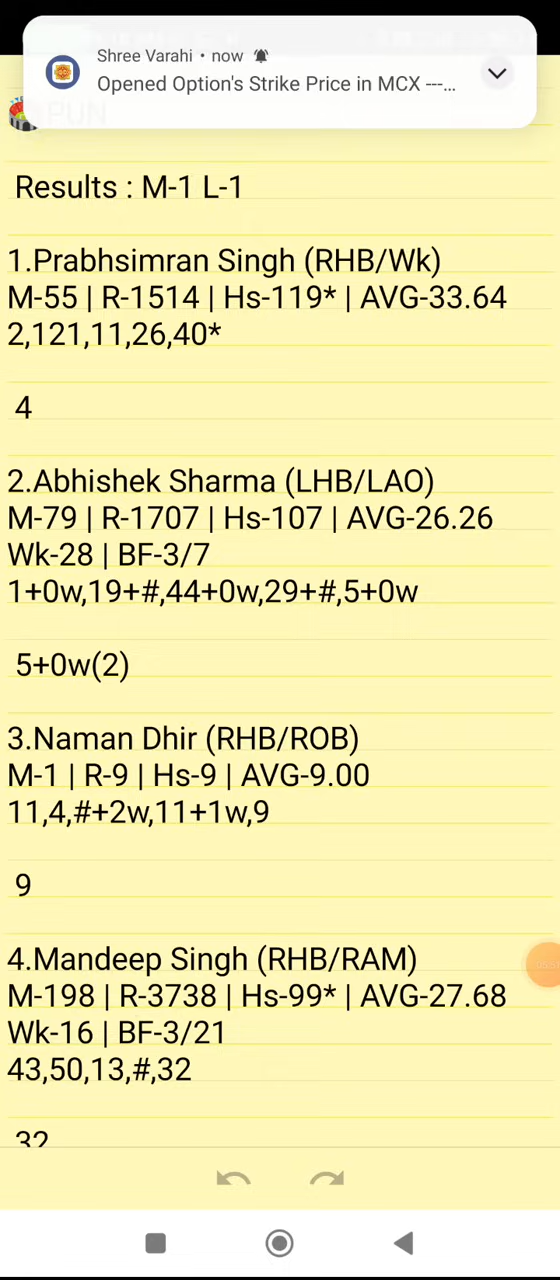 Shree Varahi • now
Opened Option's Strike Price in MCX ---...
PUN
Results : M-1 L-1
1.Prabhsimran Singh (RHB/Wk)
M-55 | R-1514 | Hs-119* | AVG-33.64
2,121,11,26,40*
4
2.Abhishek Sharma (LHB/LAO)
M-79 | R-1707 | Hs-107 | AVG-26.26
Wk-28 | BF-3/7
1+0w,19+#,44+0w,29+#,5+0w
5+0w(2)
3.Naman Dhir (RHB/ROB)
M-1 | R-9 | Hs-9 | AVG-9.00
11,4,#+2w,11+1w,9
9
4.Mandeep Singh (RHB/RAM)
M-198 | R-3738 | Hs-99* | AVG-27.68
Wk-16 | BF-3/21
43,50,13,#,32
32